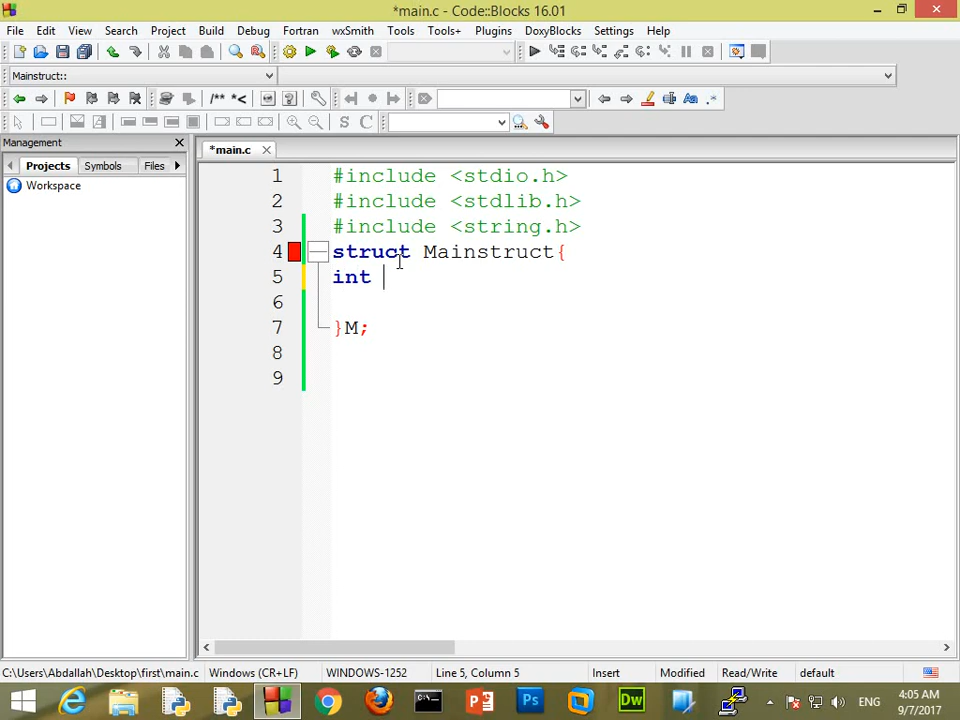 *main.c - Code::Blocks 16.01
File Edit View Search Project Build Debug Fortran wxSmith Tools Tools+ Plugins DoxyBlocks Settings Help
Mainstruct::
/** *< 
S C
Management
*main.c
Projects Symbols Files
Workspace
1 #include <stdio.h>
2 #include <stdlib.h>
3 #include <string.h>
4 struct Mainstruct{
5 int
6
7 }M;
8
9
C:\Users\Abdallah\Desktop\first\main.c Windows (CR+LF) WINDOWS-1252 Line 5, Column 5 Insert Modified Read/Write default
Ps Dw ENG 4:05 AM
9/7/2017